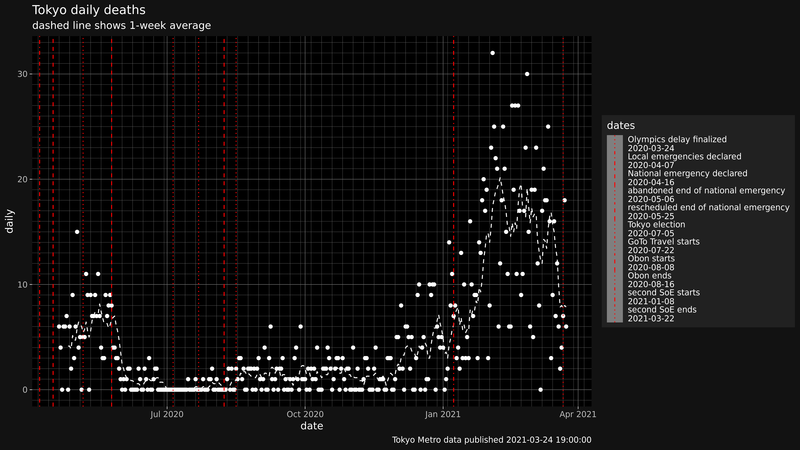 Tokyo daily deaths
dashed line shows 1-week average
daily
30
20
10
0
Jul 2020
Oct 2020
Jan 2021
Apr 2021
date
dates
Olympics delay finalized
2020-03-24
Local emergencies declared
2020-04-07
National emergency declared
2020-04-16
abandoned end of national emergency
2020-05-06
rescheduled end of national emergency
2020-05-25
Tokyo election
2020-07-05
GoTo Travel starts
2020-07-22
Obon starts
2020-08-08
Obon ends
2020-08-16
second SoE starts
2021-01-08
second SoE ends
2021-03-22
Tokyo Metro data published 2021-03-24 19:00:00